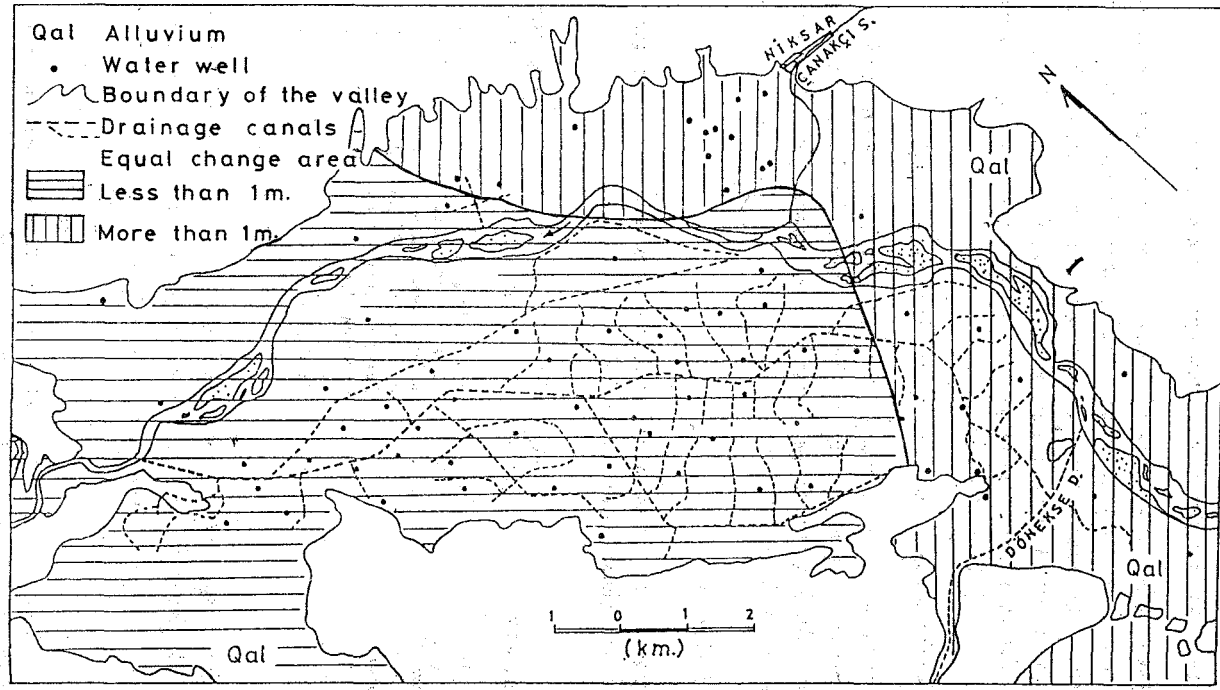 Qal Alluvium
Water well
Boundary of the valley
Drainage canals
Equal change area
Less than 1m.
More than 1m.
NİKSAR
ÇANAKÇI S.
N
Qal
DÖNEKSE D.
Qal
Qal
1 0 1 2
(km.)